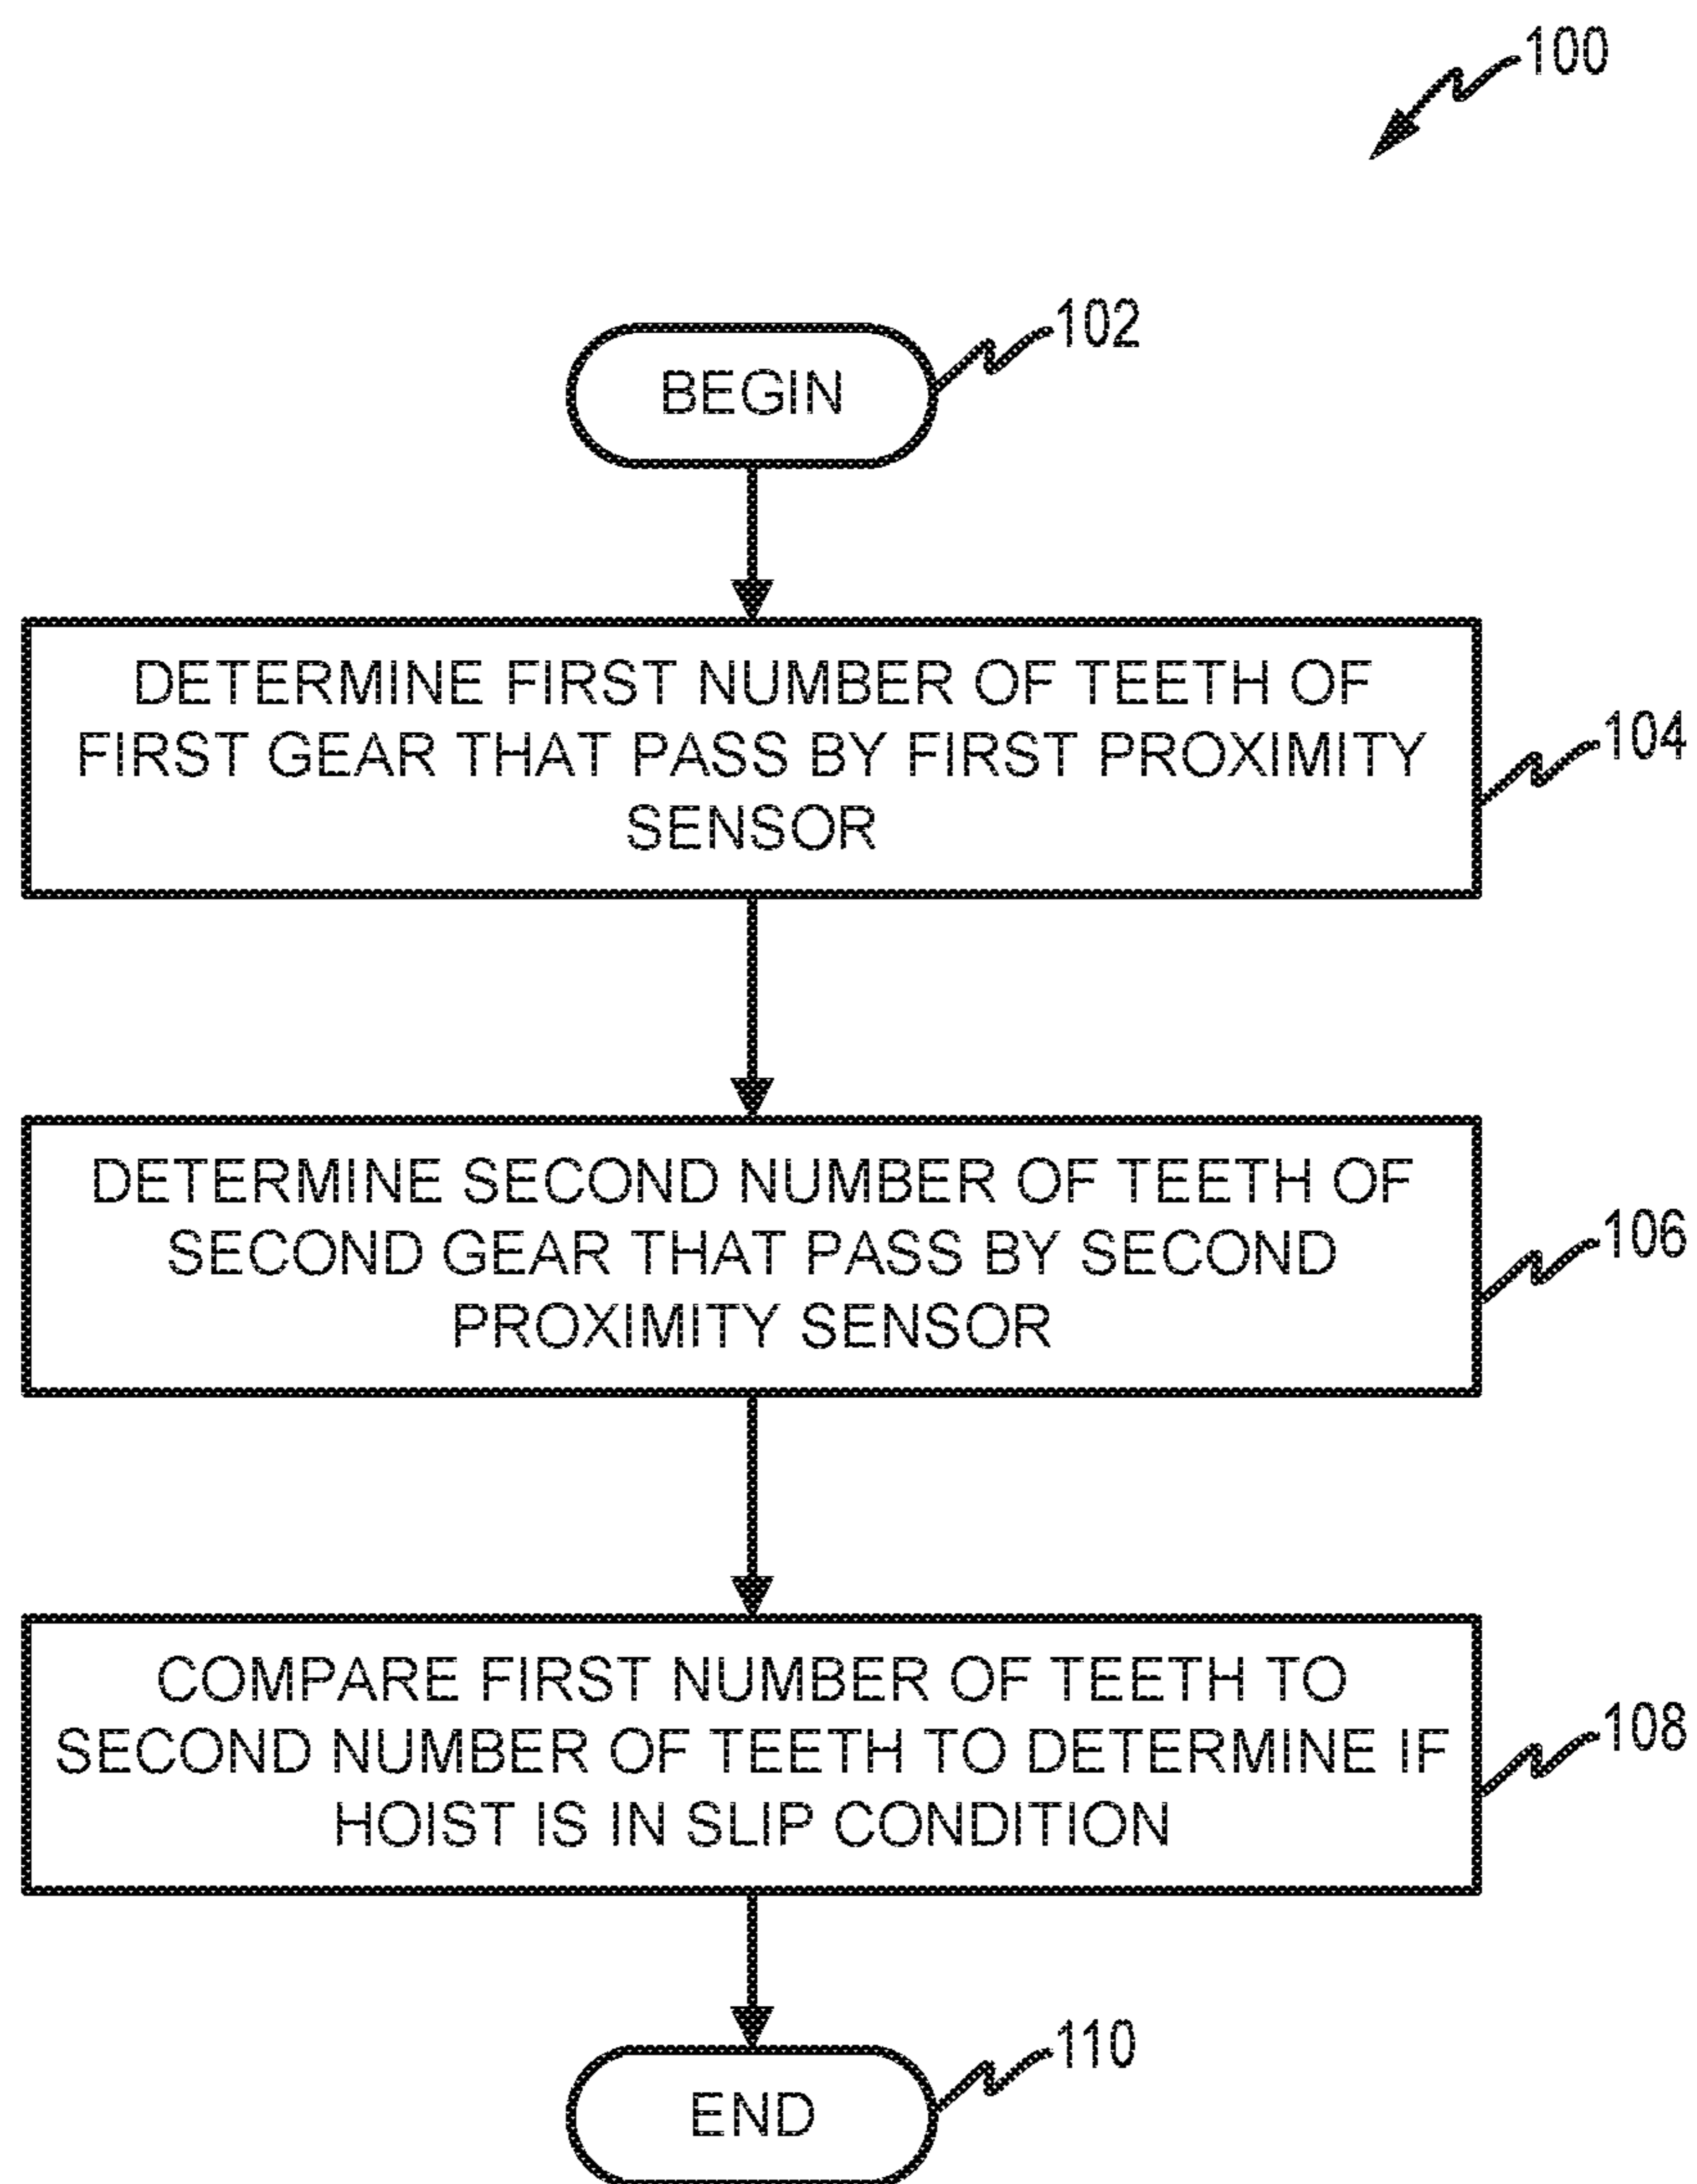 100
102
BEGIN
DETERMINE FIRST NUMBER OF TEETH OF
FIRST GEAR THAT PASS BY FIRST PROXIMITY
SENSOR
104
DETERMINE SECOND NUMBER OF TEETH OF
SECOND GEAR THAT PASS BY SECOND
PROXIMITY SENSOR
106
COMPARE FIRST NUMBER OF TEETH TO
SECOND NUMBER OF TEETH TO DETERMINE IF
HOIST IS IN SLIP CONDITION
108
110
END